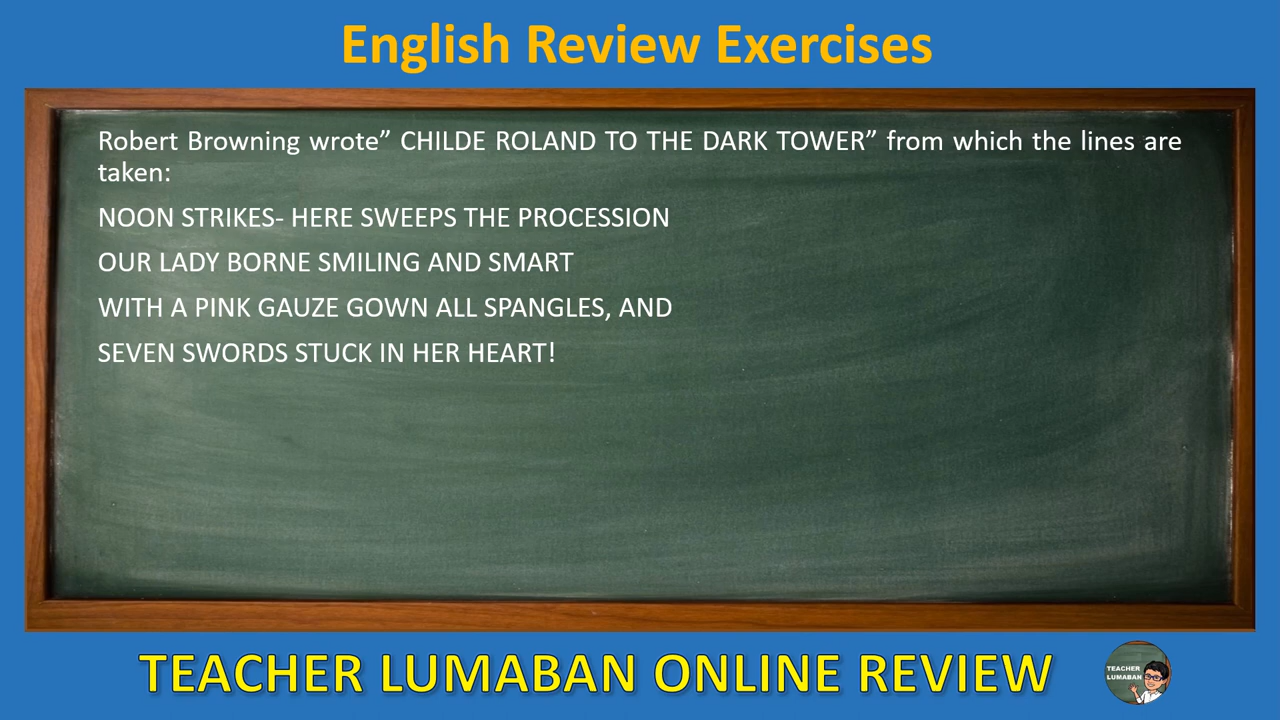 English Review Exercises
Robert Browning wrote” CHILDE ROLAND TO THE DARK TOWER” from which the lines are
taken:
NOON STRIKES- HERE SWEEPS THE PROCESSION
OUR LADY BORNE SMILING AND SMART
WITH A PINK GAUZE GOWN ALL SPANGLES, AND
SEVEN SWORDS STUCK IN HER HEART!
TEACHER LUMABAN ONLINE REVIEW
TEACHER
LUMABAN